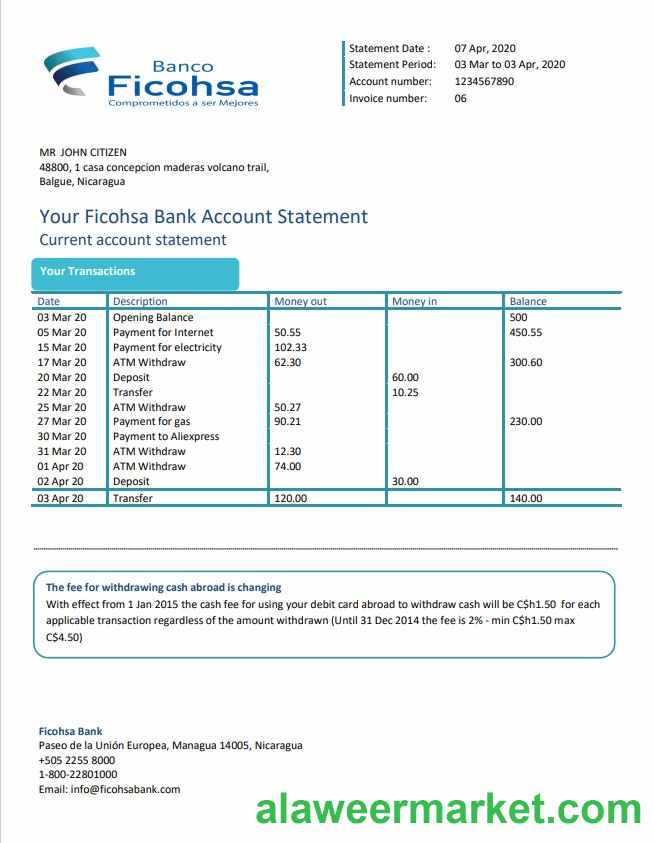 Banco
Ficohsa
Comprometidos a ser Mejores
Statement Date : 07 Apr, 2020
Statement Period: 03 Mar to 03 Apr, 2020
Account number: 1234567890
Invoice number: 06
MR JOHN CITIZEN
48800, 1 casa concepcion maderas volcano trail,
Balgue, Nicaragua
Your Ficohsa Bank Account Statement
Current account statement
Your Transactions
Date Description Money out Money in Balance
03 Mar 20 Opening Balance 500
05 Mar 20 Payment for Internet 50.55 450.55
15 Mar 20 Payment for electricity 102.33
17 Mar 20 ATM Withdraw 62.30 300.60
20 Mar 20 Deposit 60.00
22 Mar 20 Transfer 10.25
25 Mar 20 ATM Withdraw 50.27
27 Mar 20 Payment for gas 90.21 230.00
30 Mar 20 Payment to Aliexpress
31 Mar 20 ATM Withdraw 12.30
01 Apr 20 ATM Withdraw 74.00
02 Apr 20 Deposit 30.00
03 Apr 20 Transfer 120.00 140.00
The fee for withdrawing cash abroad is changing
With effect from 1 Jan 2015 the cash fee for using your debit card abroad to withdraw cash will be C$h1.50 for each
applicable transaction regardless of the amount withdrawn (Until 31 Dec 2014 the fee is 2% - min C$h1.50 max
C$4.50)
Ficohsa Bank
Paseo de la Unión Europea, Managua 14005, Nicaragua
+505 2255 8000
1-800-22801000
Email: info@ficohsabank.com
alaweermarket.com